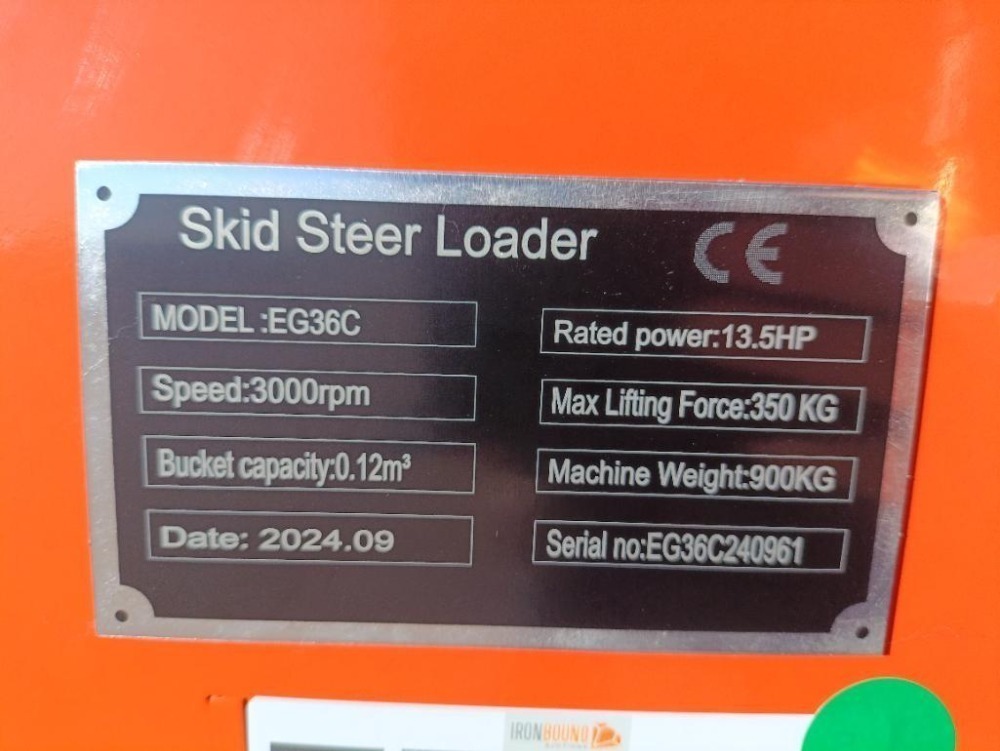 Skid Steer Loader CE
MODEL :EG36C
Rated power:13.5HP
Speed:3000rpm
Max Lifting Force:350 KG
Bucket capacity:0.12m³
Machine Weight:900KG
Date: 2024.09
Serial no:EG36C240961
IRONBOUND